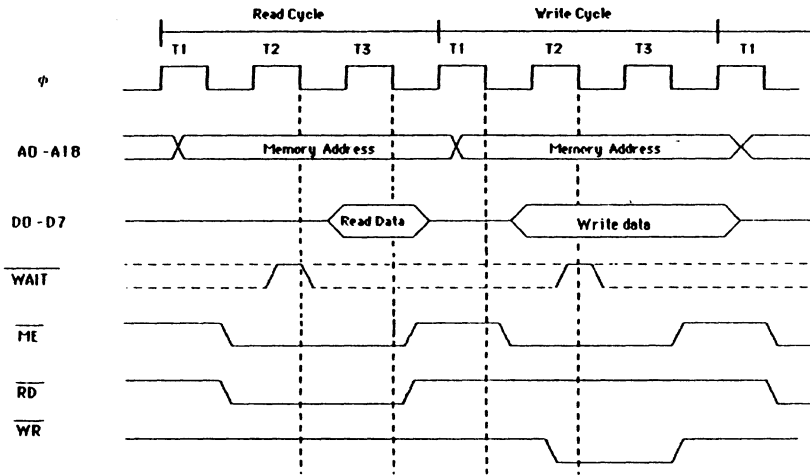 Read Cycle Write Cycle
T1 T2 T3 T1 T2 T3 T1
ϕ
A0-A18 Memory Address Memory Address
D0-D7 Read Data Write data
WAIT
ME
RD
WR